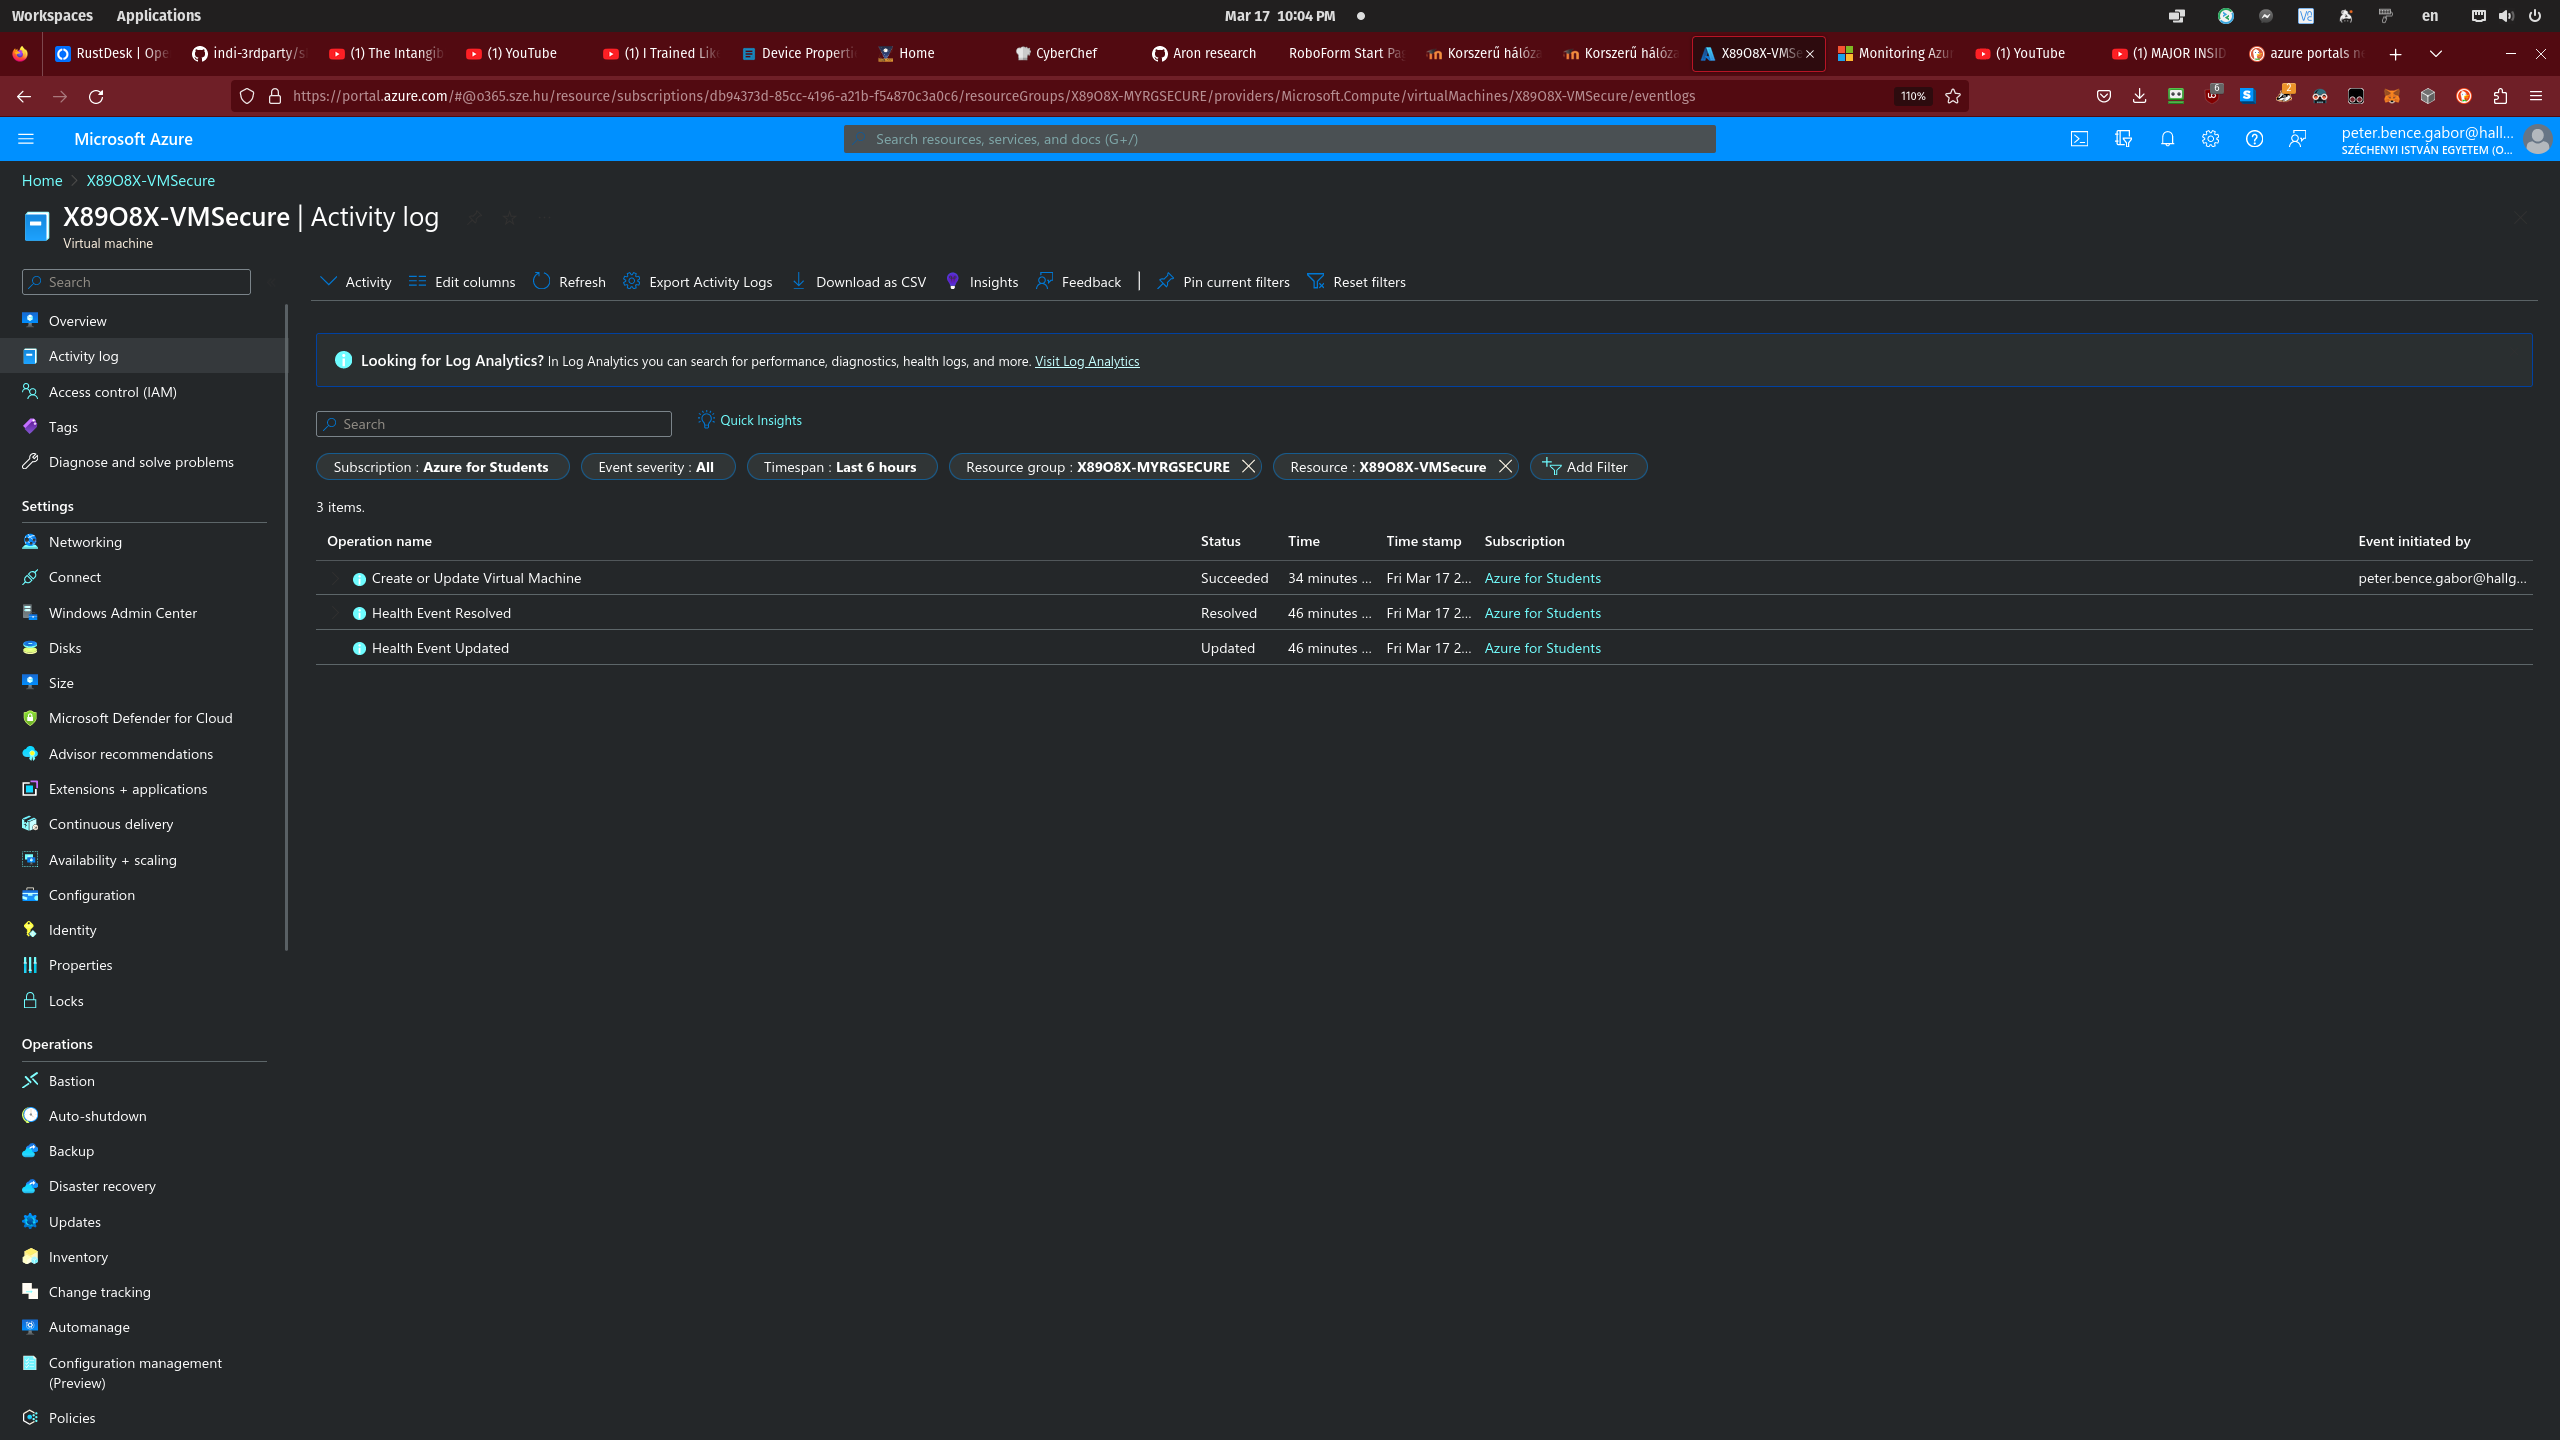 Workspaces Applications Mar 17 10:04 PM en
RustDesk | Ope indi-3rdparty/s (1) The Intangib (1) YouTube (1) I Trained Lik Device Properti Home CyberChef Aron research RoboForm Start Pa Korszerű hálóza Korszerű hálóza X89O8X-VMSe Monitoring Azur (1) YouTube (1) MAJOR INSID azure portals n
https://portal.azure.com/#@o365.sze.hu/resource/subscriptions/db94373d-85cc-4196-a21b-f54870c3a0c6/resourceGroups/X89O8X-MYRGSECURE/providers/Microsoft.Compute/virtualMachines/X89O8X-VMSecure/eventlogs 110% 6 2
Microsoft Azure Search resources, services, and docs (G+/) peter.bence.gabor@hall...
SZÉCHENYI ISTVÁN EGYETEM (O...
Home X89O8X-VMSecure
X89O8X-VMSecure | Activity log
Virtual machine
Search
Activity Edit columns Refresh Export Activity Logs Download as CSV Insights Feedback Pin current filters Reset filters
Overview
Activity log
Access control (IAM)
Tags
Diagnose and solve problems
Settings
Networking
Connect
Windows Admin Center
Disks
Size
Microsoft Defender for Cloud
Advisor recommendations
Extensions + applications
Continuous delivery
Availability + scaling
Configuration
Identity
Properties
Locks
Operations
Bastion
Auto-shutdown
Backup
Disaster recovery
Updates
Inventory
Change tracking
Automanage
Configuration management
(Preview)
Policies
Looking for Log Analytics? In Log Analytics you can search for performance, diagnostics, health logs, and more. Visit Log Analytics
Search Quick Insights
Subscription : Azure for Students Event severity : All Timespan : Last 6 hours Resource group : X89O8X-MYRGSECURE Resource : X89O8X-VMSecure Add Filter
3 items.
Operation name Status Time Time stamp Subscription Event initiated by
Create or Update Virtual Machine Succeeded 34 minutes ... Fri Mar 17 2... Azure for Students peter.bence.gabor@hallg...
Health Event Resolved Resolved 46 minutes ... Fri Mar 17 2... Azure for Students
Health Event Updated Updated 46 minutes ... Fri Mar 17 2... Azure for Students